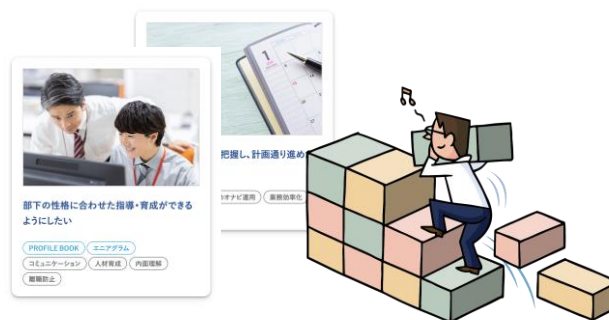 部下の性格に合わせた指導・育成ができる
ようにしたい
PROFILE BOOK エニアグラム
コミュニケーション 人材育成 内面理解
離職防止
把握し、計画通り進め
オナビ運用 業務効率化
1